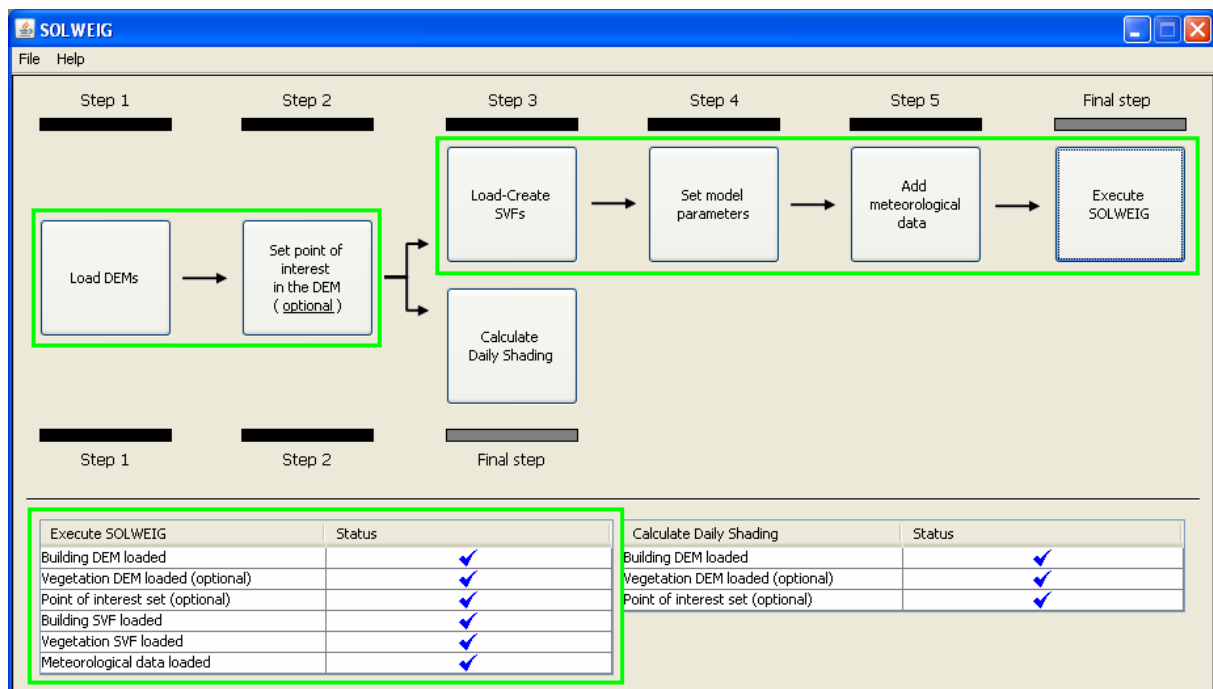 SOLWEIG
File Help
Step 1 Step 2 Step 3 Step 4 Step 5 Final step
Load DEMs
Set point of
interest
in the DEM
( optional )
Load-Create
SVFs
Set model
parameters
Add
meteorological
data
Execute
SOLWEIG
Calculate
Daily Shading
Step 1 Step 2 Final step
Execute SOLWEIG Status
Building DEM loaded
Vegetation DEM loaded (optional)
Point of interest set (optional)
Building SVF loaded
Vegetation SVF loaded
Meteorological data loaded
Calculate Daily Shading Status
Building DEM loaded
Vegetation DEM loaded (optional)
Point of interest set (optional)